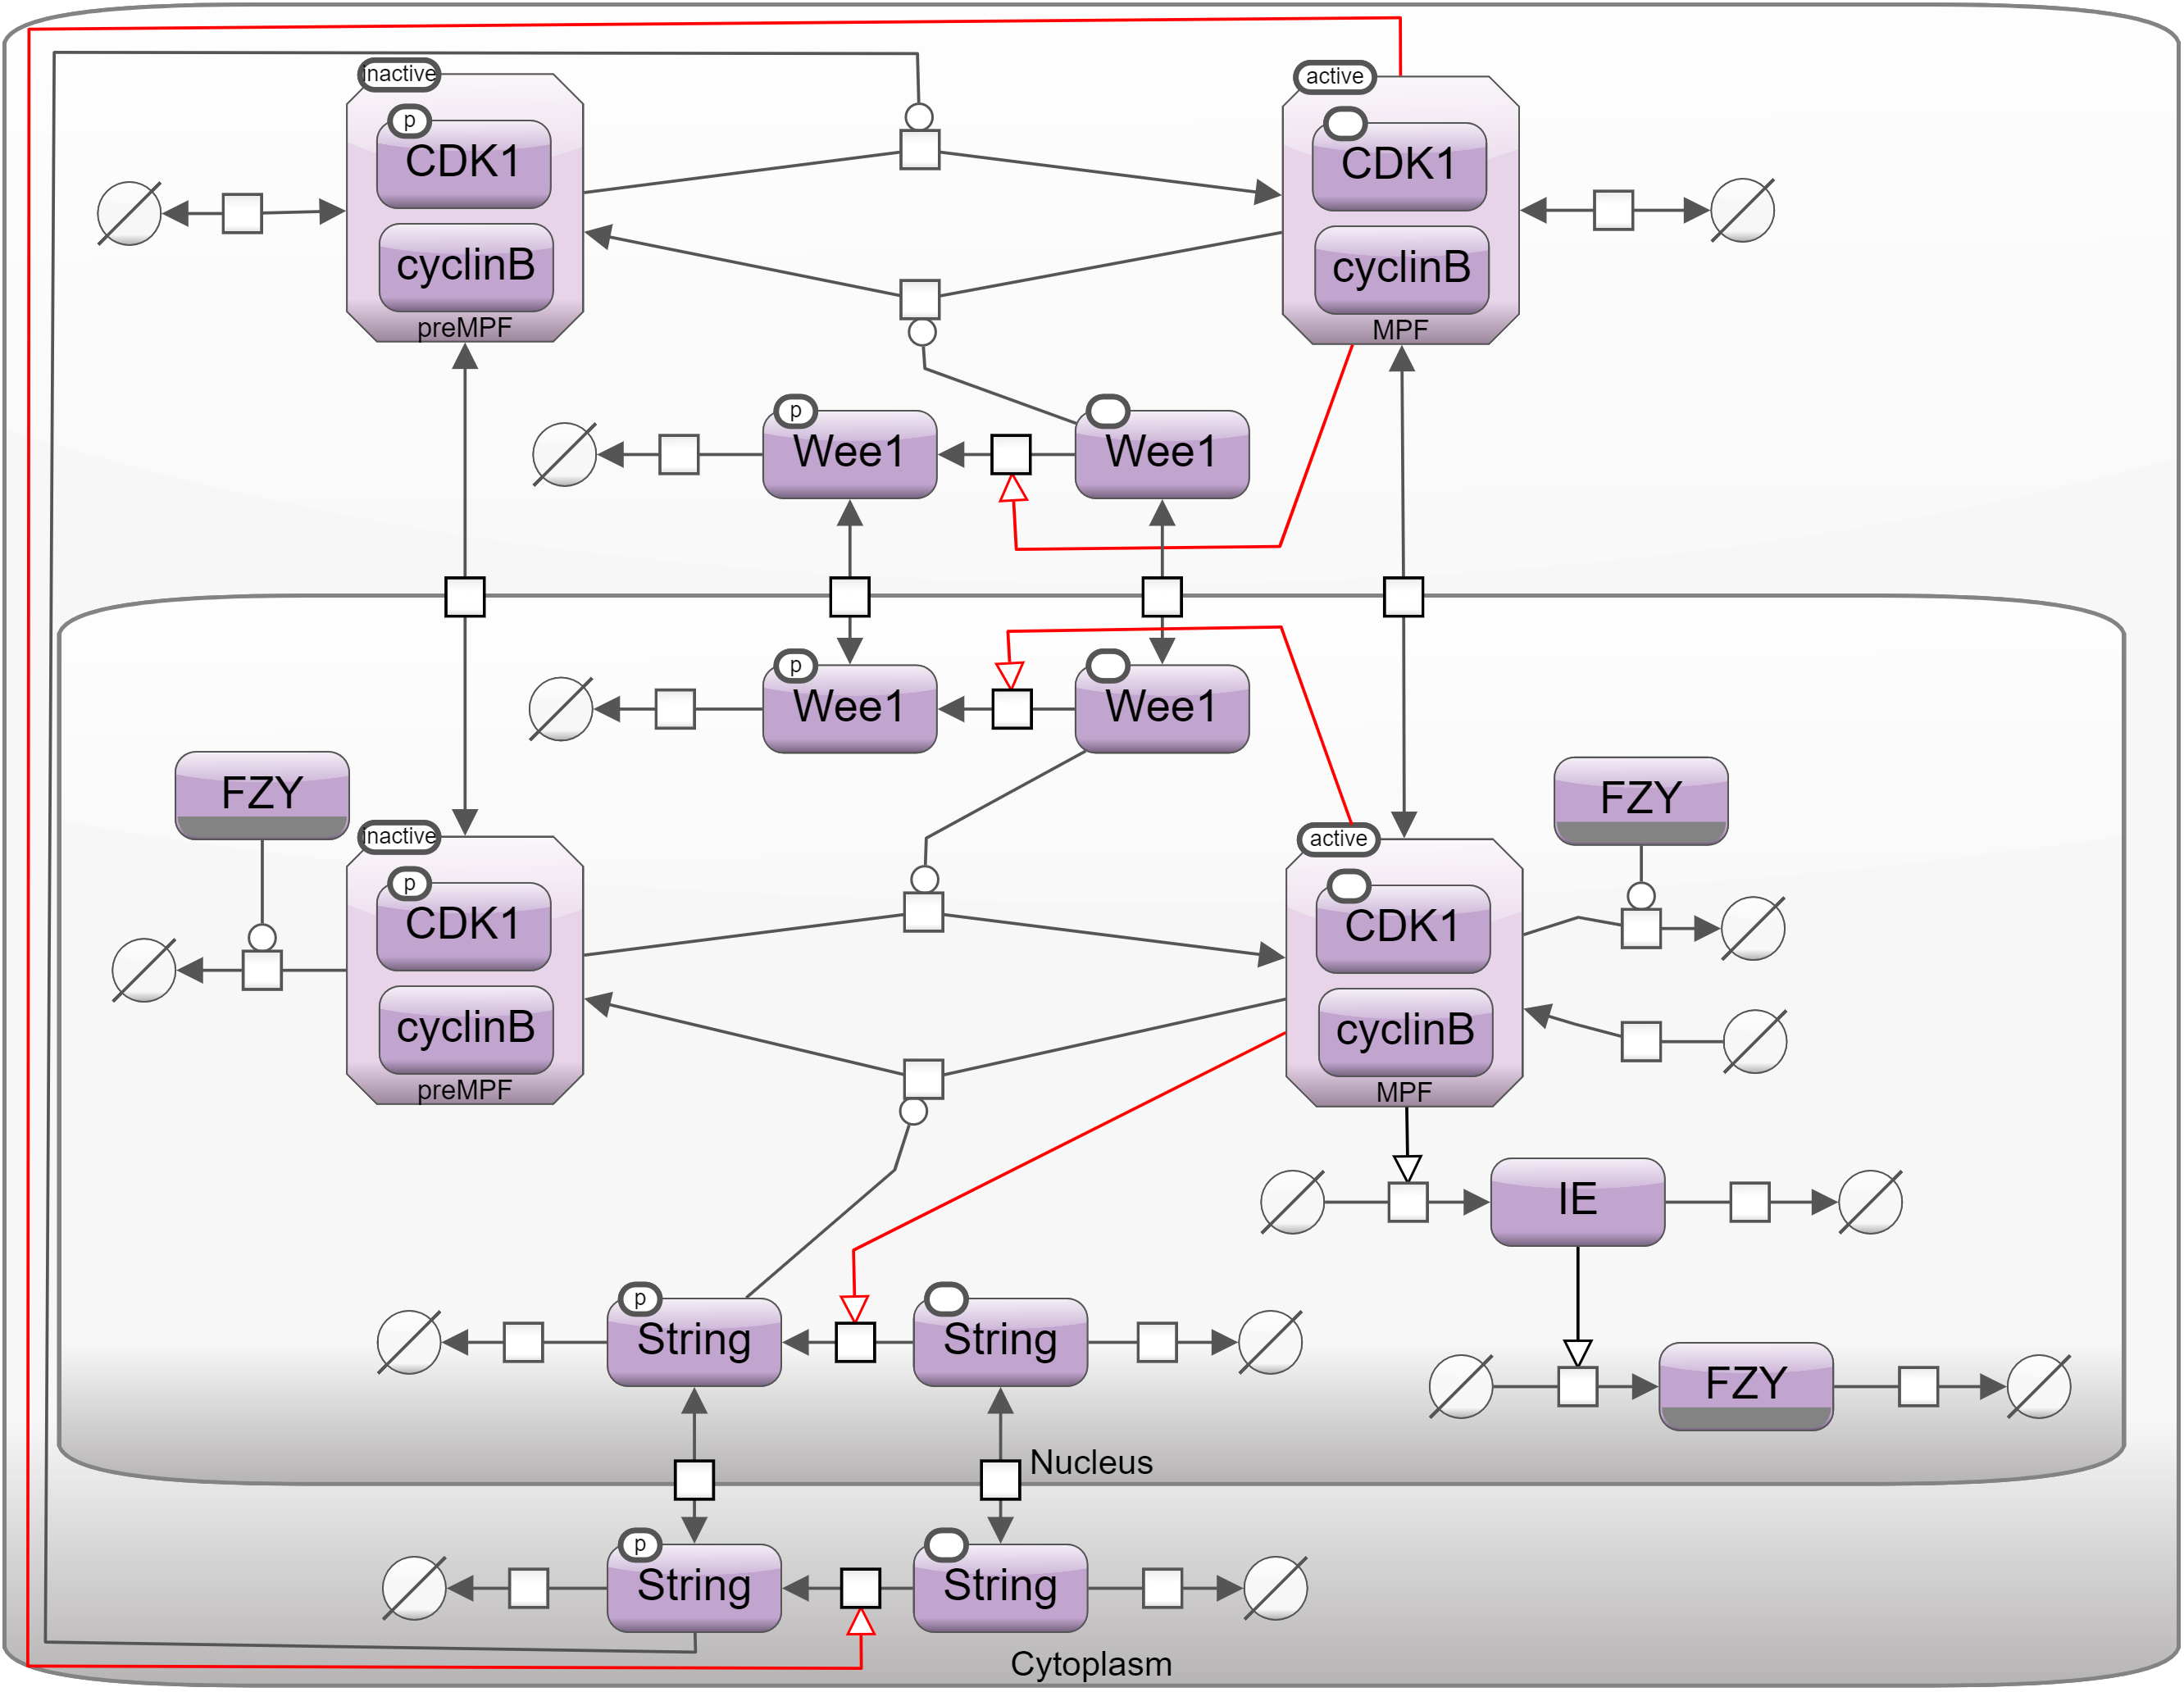 inactive
p
CDK1
cyclinB
preMPF
active
CDK1
cyclinB
MPF
p
Wee1
Wee1
p
Wee1
Wee1
FZY
FZY
inactive
p
CDK1
cyclinB
preMPF
active
CDK1
cyclinB
MPF
IE
p
String
String
FZY
Nucleus
p
String
String
Cytoplasm